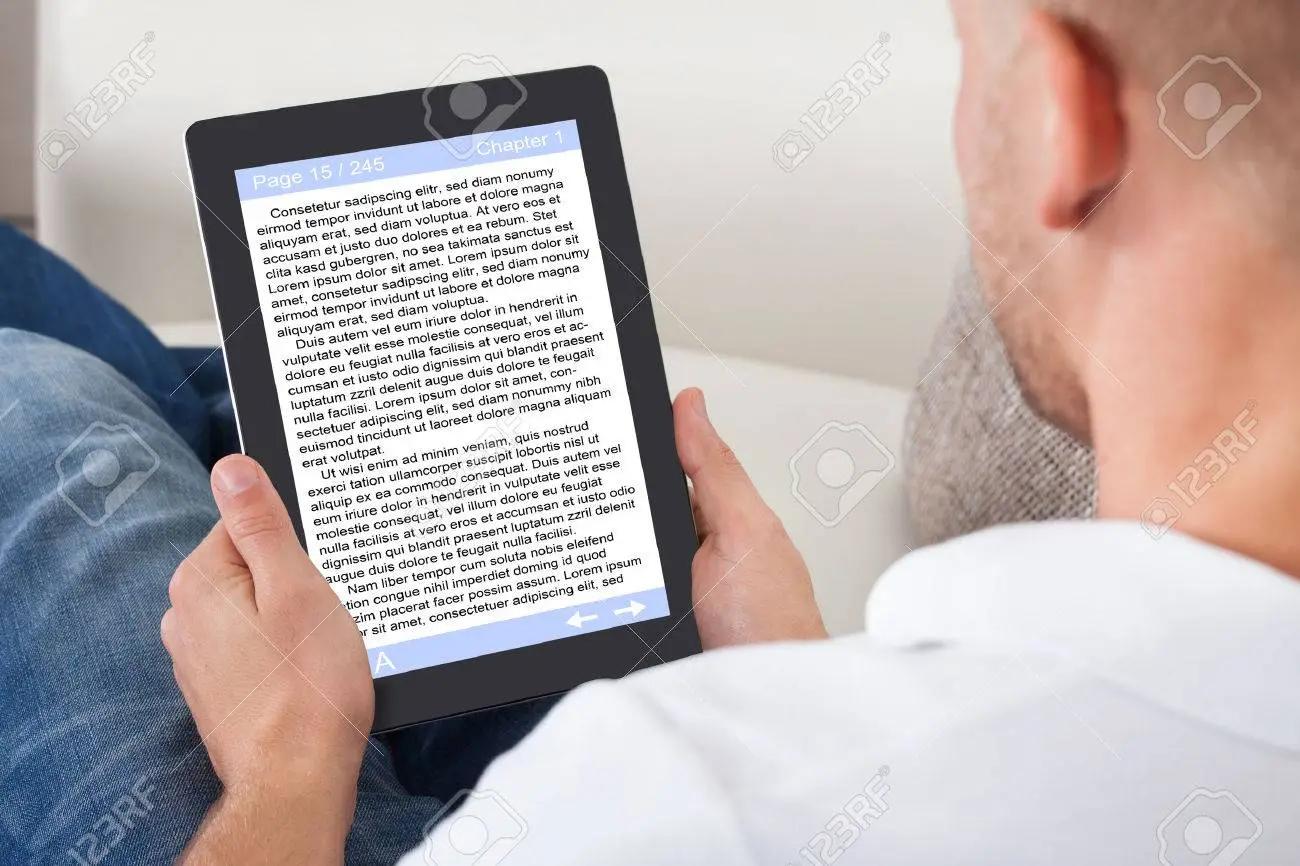 Page 15 / 245 Chapter 1
Consetetur sadipscing elitr, sed diam nonumy
eirmod tempor invidunt ut labore et dolore magna
aliquyam erat, sed diam voluptua. At vero eos et
accusam et justo duo dolores et ea rebum. Stet
clita kasd gubergren, no sea takimata sanctus est
Lorem ipsum dolor sit amet. Lorem ipsum dolor sit
amet, consetetur sadipscing elitr, sed diam nonumy
eirmod tempor invidunt ut labore et dolore magna
aliquyam erat, sed diam voluptua.
Duis autem vel eum iriure dolor in hendrerit in
vulputate velit esse molestie consequat, vel illum
dolore eu feugiat nulla facilisis at vero eros et ac-
cumsan et iusto odio dignissim qui blandit praesent
luptatum zzril delenit augue duis dolore te feugait
nulla facilisi. Lorem ipsum dolor sit amet, con-
sectetuer adipiscing elit, sed diam nonummy nibh
euismod tincidunt ut laoreet dolore magna aliquam
erat volutpat.
Ut wisi enim ad minim veniam, quis nostrud
exerci tation ullamcorper suscipit lobortis nisl ut
aliquip ex ea commodo consequat. Duis autem vel
eum iriure dolor in hendrerit in vulputate velit esse
molestie consequat, vel illum dolore eu feugiat
nulla facilisis at vero eros et accumsan et iusto odio
dignissim qui blandit praesent luptatum zzril delenit
augue duis dolore te feugait nulla facilisi.
Nam liber tempor cum soluta nobis eleifend
tion congue nihil imperdiet doming id quod
zim placerat facer possim assum. Lorem ipsum
r sit amet, consectetuer adipiscing elit, sed
A
123RF
123RF
123RF
123RF
123RF
123RF
123RF